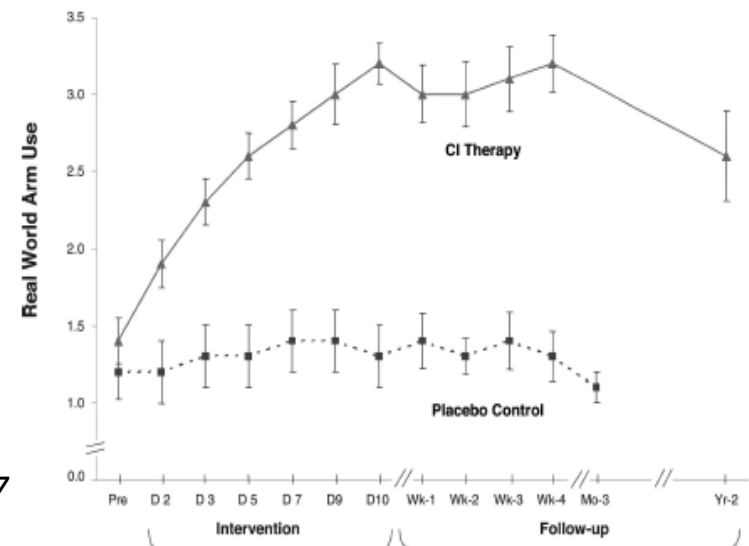 3.5
3.0
2.5
2.0
1.5
1.0
0.0
Real World Arm Use
CI Therapy
Placebo Control
7
Pre D 2 D 3 D 5 D 7 D9 D10 Wk-1 Wk-2 Wk-3 Wk-4 Mo-3 Yr-2
Intervention Follow-up